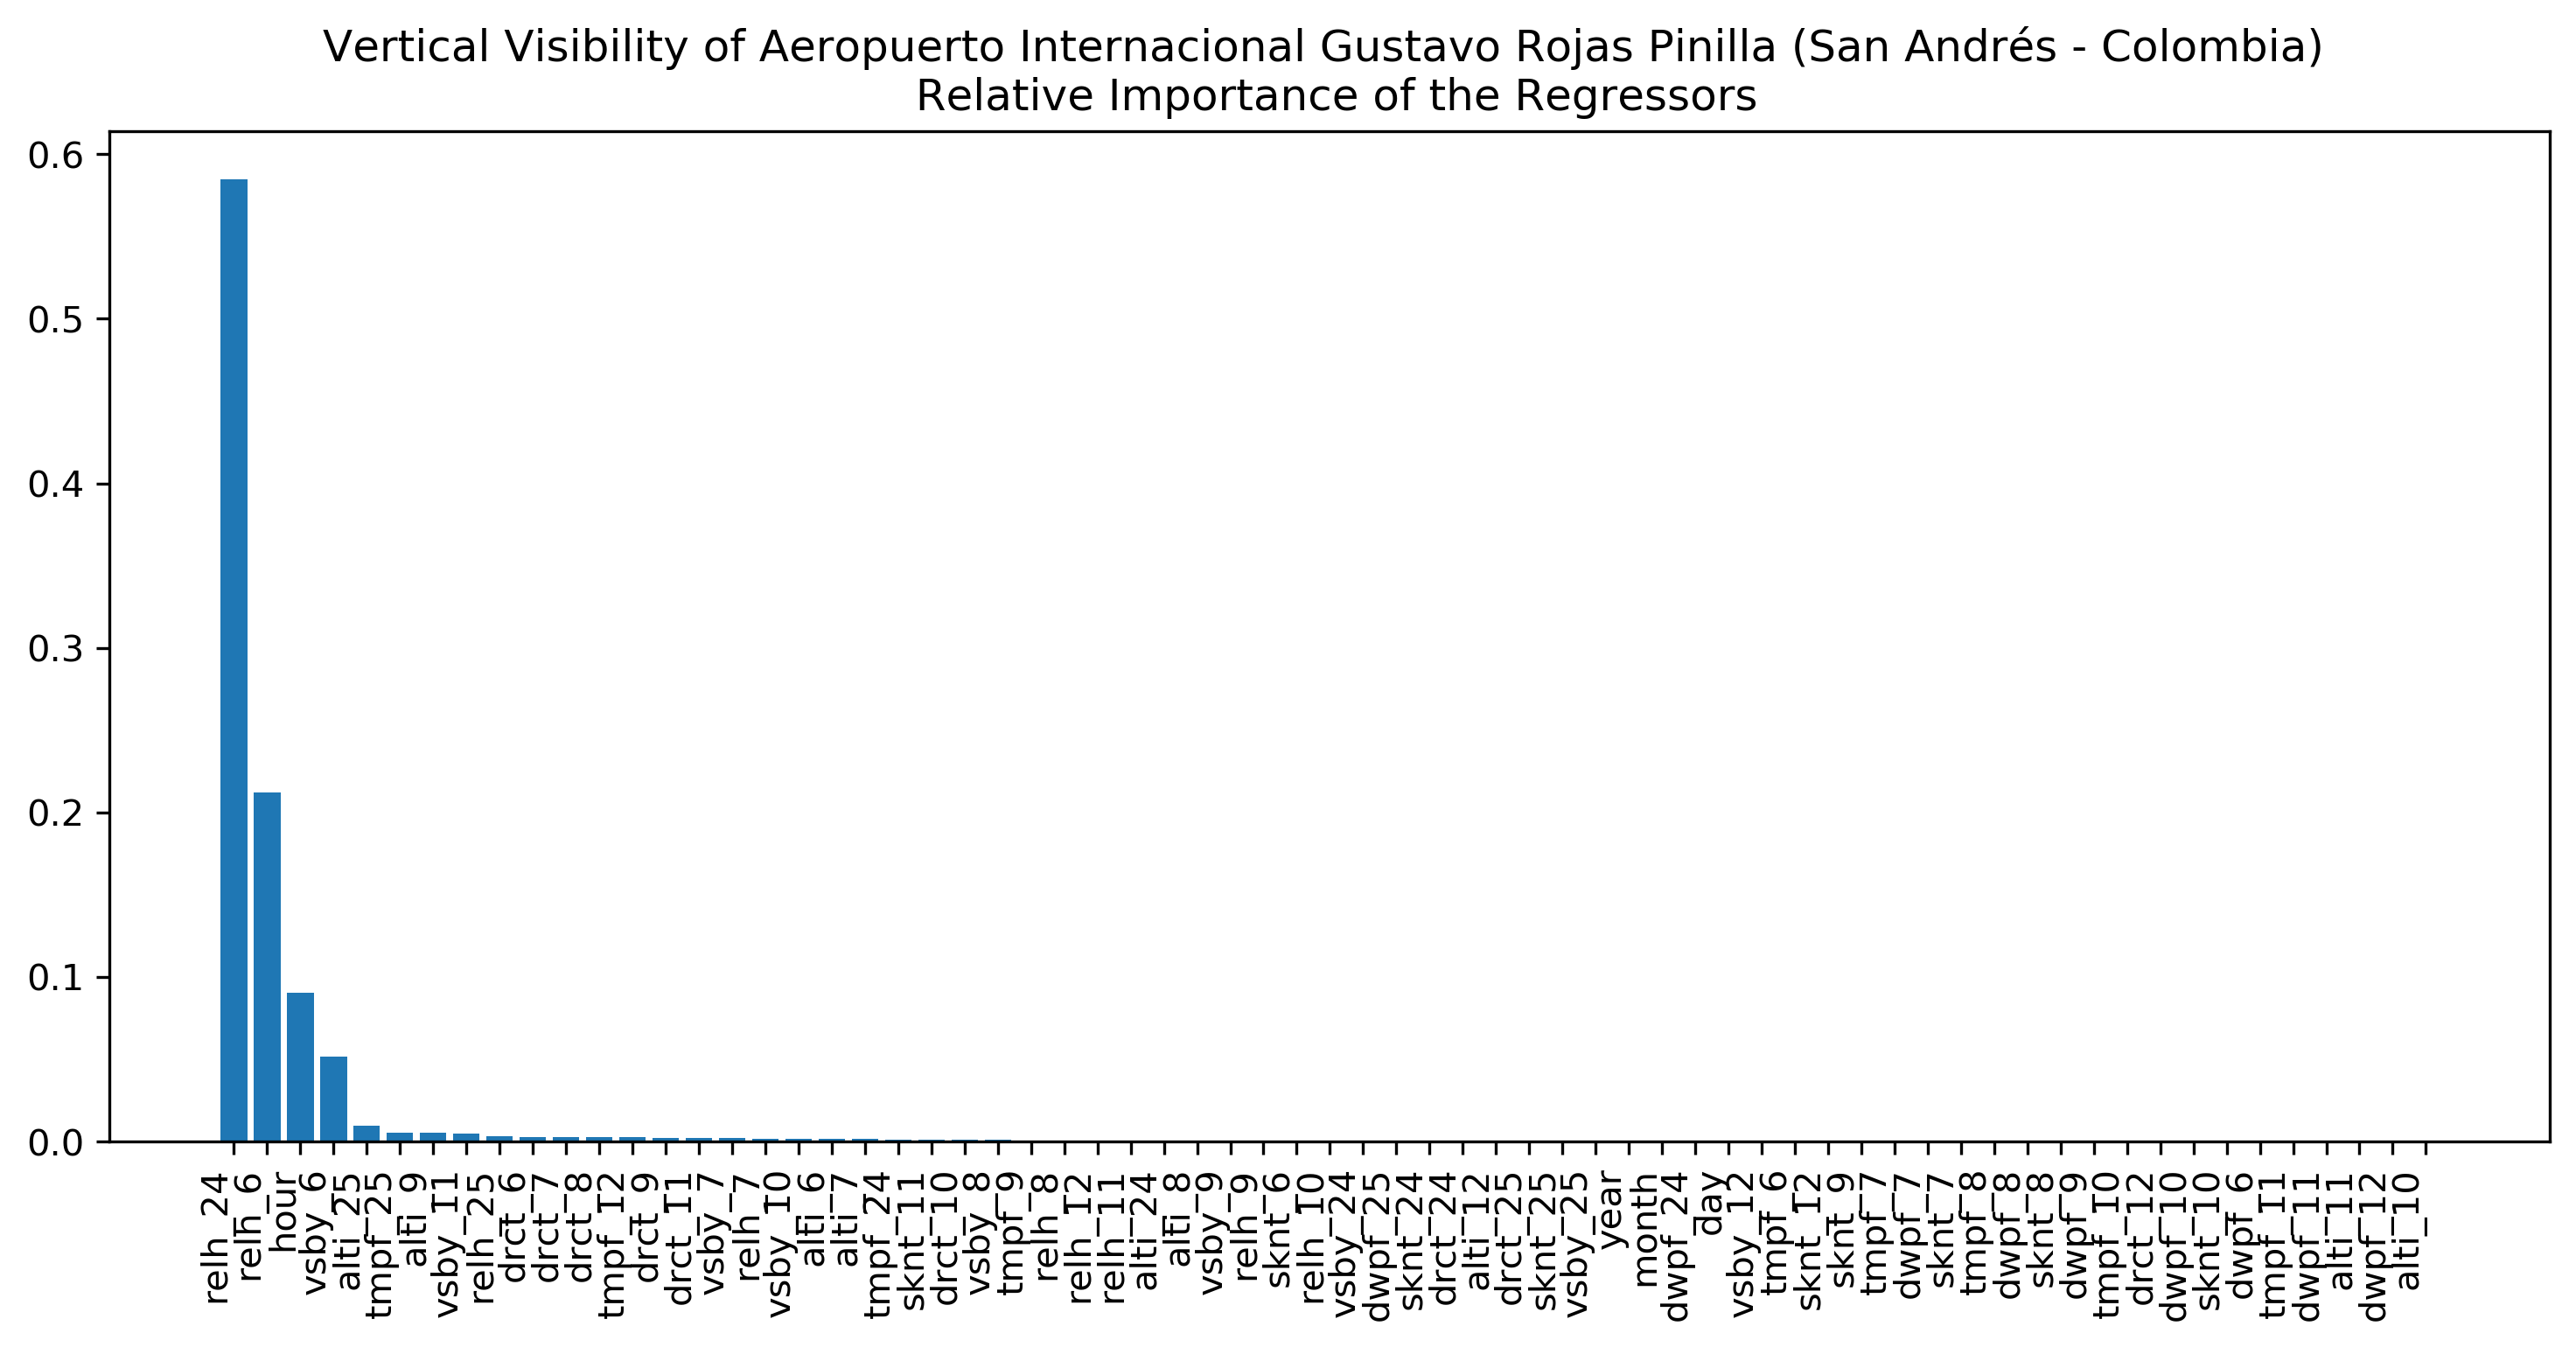 Vertical Visibility of Aeropuerto Internacional Gustavo Rojas Pinilla (San Andrés - Colombia)
Relative Importance of the Regressors
0.6
0.5
0.4
0.3
0.2
0.1
0.0
relh_24
relh_6
hour
vsby_6
alti_25
tmpf_25
alti_9
vsby_11
relh_25
drct_6
drct_7
drct_8
tmpf_12
drct_9
drct_11
vsby_7
relh_7
vsby_10
alti_6
alti_7
tmpf_24
sknt_11
drct_10
vsby_8
tmpf_9
relh_8
relh_12
relh_11
alti_24
alti_8
vsby_9
relh_9
sknt_6
relh_10
vsby_24
dwpf_25
sknt_24
drct_24
alti_12
drct_25
sknt_25
vsby_25
year
month
dwpf_24
day
vsby_12
tmpf_6
sknt_12
sknt_9
tmpf_7
dwpf_7
sknt_7
tmpf_8
dwpf_8
sknt_8
dwpf_9
tmpf_10
drct_12
dwpf_10
sknt_10
dwpf_6
tmpf_11
dwpf_11
alti_11
dwpf_12
alti_10